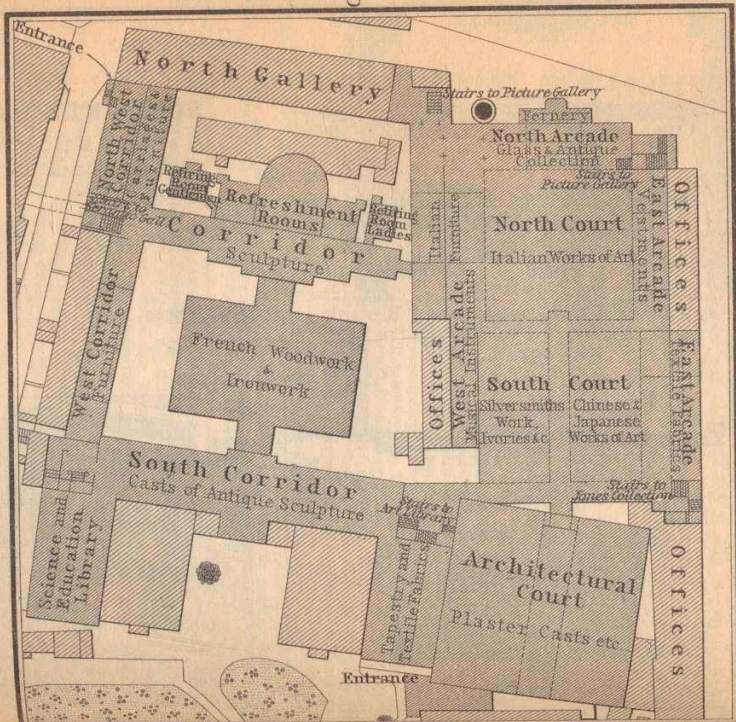 Entrance
North Gallery
Stairs to Picture Gallery
Fernery
North Arcade
Glass & Antique
Collection
North West
Corridor
Carriages &
Furniture
Retiring
Room
Gentlemen
Refreshment
Rooms
Retiring
Room
Ladies
Stairs to
Picture Gallery
Corridor
Sculpture
Italian
Furniture
North Court
Italian Works of Art
East Arcade
Offices
West Corridor
Furniture
French Woodwork
&
Ironwork
Offices
West Arcade
Musical Instruments
South Court
Silversmiths
Work,
Ivories &c
Chinese &
Japanese
Works of Art
East Arcade
Textile Fabrics
South Corridor
Casts of Antique Sculpture
Stairs to
Art Library
Stairs to
Jones Collection
Science and
Education
Library
Tapestry and
Textile Fabrics
Architectural
Court
Plaster Casts etc
Offices
Entrance